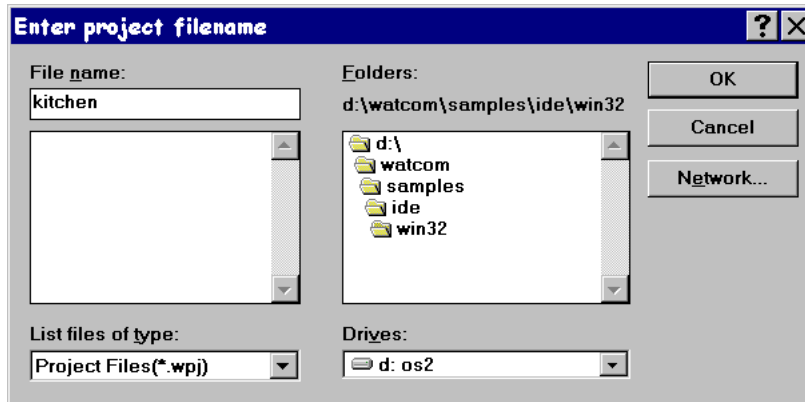 Enter project filename
File name:
kitchen
List files of type:
Project Files(*.wpj)
Folders:
d:\watcom\samples\ide\win32
d:\
watcom
samples
ide
win32
Drives:
d: os2
OK
Cancel
Network...